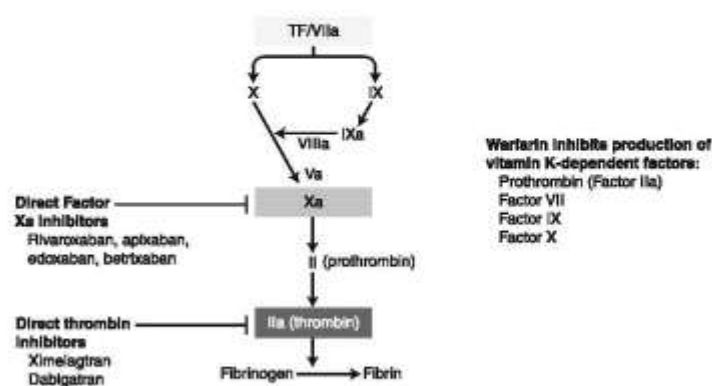 TF/VIIa
X
IX
IXa
VIIIa
Va
Xa
II (prothrombin)
IIa (thrombin)
Fibrinogen
Fibrin
Direct Factor
Xa Inhibitors
Rivaroxaban, apixaban,
edoxaban, betrixaban
Direct thrombin
inhibitors
Ximelagtran
Dabigatran
Warfarin inhibits production of
vitamin K-dependent factors:
Prothrombin (Factor IIa)
Factor VII
Factor IX
Factor X